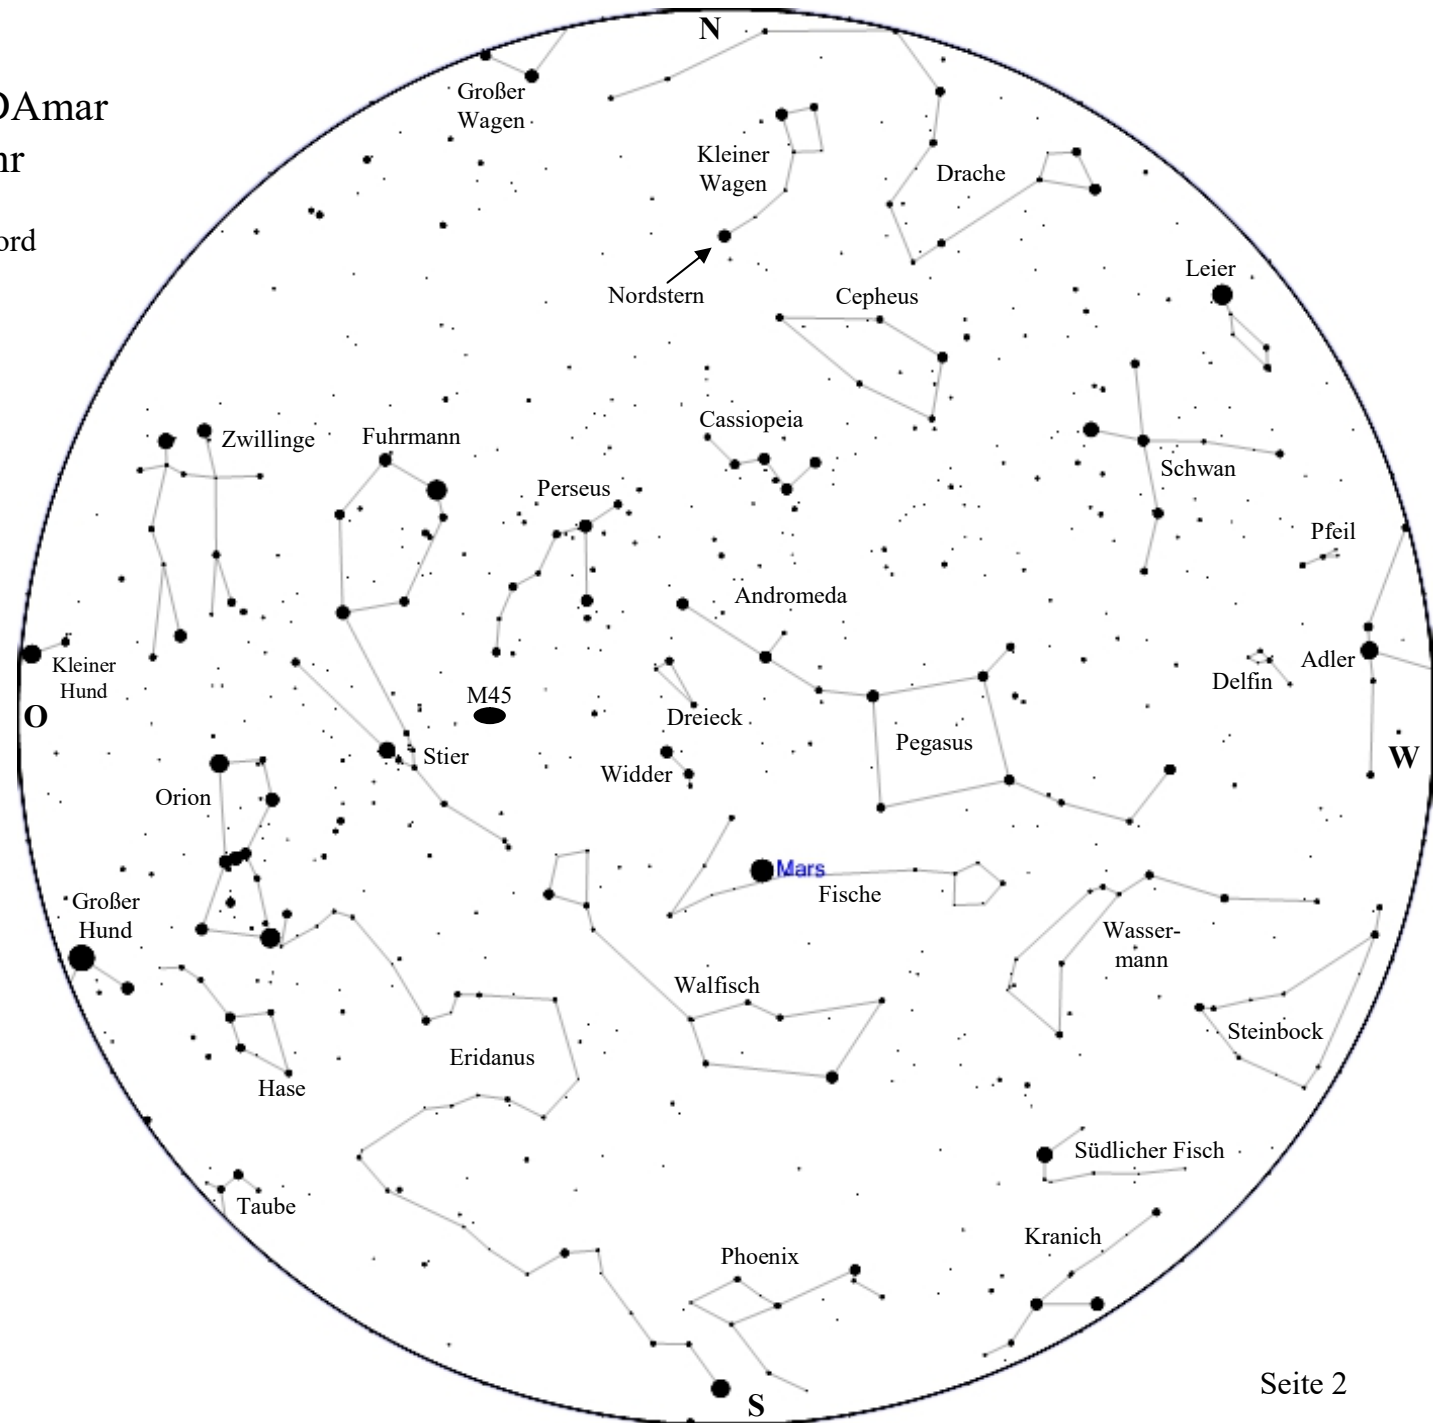 N
DAmar
hr
ord
Großer
Wagen
Kleiner
Wagen
Drache
Nordstern
Leier
Cepheus
Cassiopeia
Zwillinge
Fuhrmann
Schwan
Perseus
Pfeil
Andromeda
Kleiner
Hund
Adler
Delfin
M45
O
Dreieck
Pegasus
Stier
W
Widder
Orion
Mars
Fische
Großer
Hund
Wasser-
mann
Walfisch
Steinbock
Eridanus
Hase
Südlicher Fisch
Taube
Kranich
Phoenix
Seite 2
S